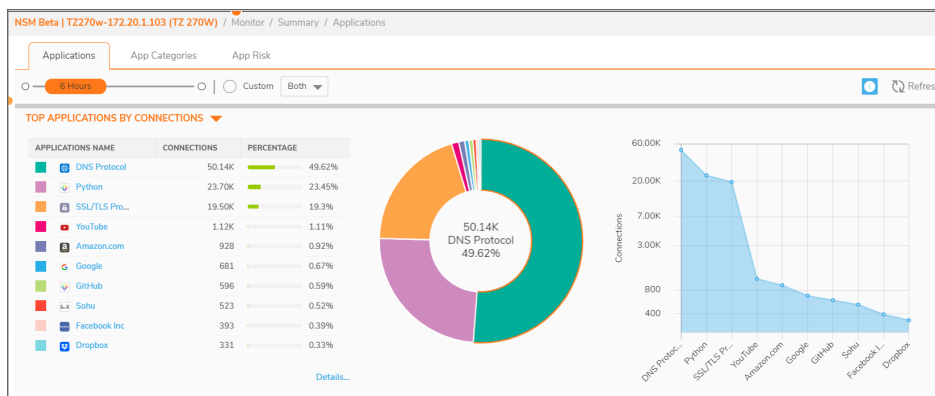 NSM Beta | TZ270w-172.20.1.103 (TZ 270W) / Monitor / Summary / Applications
Applications App Categories App Risk
6 Hours Custom Both Refres
TOP APPLICATIONS BY CONNECTIONS
APPLICATIONS NAME CONNECTIONS PERCENTAGE
DNS Protocol 50.14K 49.62%
Python 23.70K 23.45%
SSL/TLS Pro... 19.50K 19.3%
YouTube 1.12K 1.11%
Amazon.com 928 0.92%
Google 681 0.67%
GitHub 596 0.59%
Sohu 523 0.52%
Facebook Inc 393 0.39%
Dropbox 331 0.33%
Details...
50.14K
DNS Protocol
49.62%
Connections
60.00K
20.00K
7.00K
3.00K
800
400
DNS Protoc... Python SSL/TLS Pr... YouTube Amazon.com Google GitHub Sohu Facebook I... Dropbox